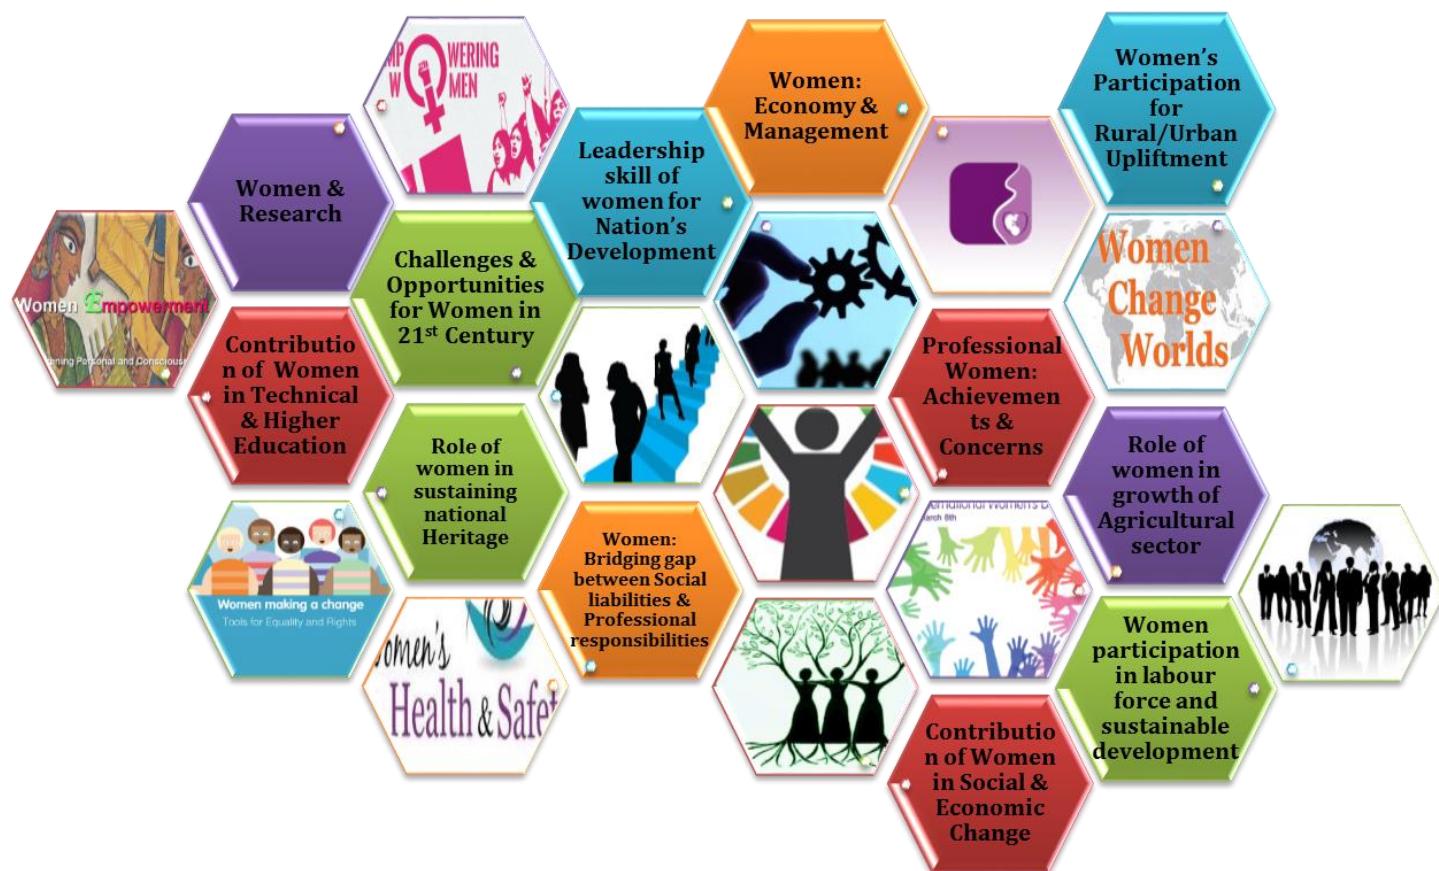 WERING
MEN
Women &
Research
Women Empowerment
Contributio
n of  Women
in Technical
& Higher
Education
Challenges &
Opportunities
for Women in
21st Century
Role of
women in
sustaining
national
Heritage
Women making a change
Tools for Equality and Rights
Health & Safe
Leadership
skill of
women for
Nation's
Development
Women:
Bridging gap
between Social
liabilities &
Professional
responsibilities
Women:
Economy &
Management
Professional
Women:
Achievemen
ts &
Concerns
Women's
Participation
for
Rural/Urban
Upliftment
Women
Change
Worlds
Role of
women in
growth of
Agricultural
sector
Women
participation
in labour
force and
sustainable
development
Contributio
n of Women
in Social &
Economic
Change